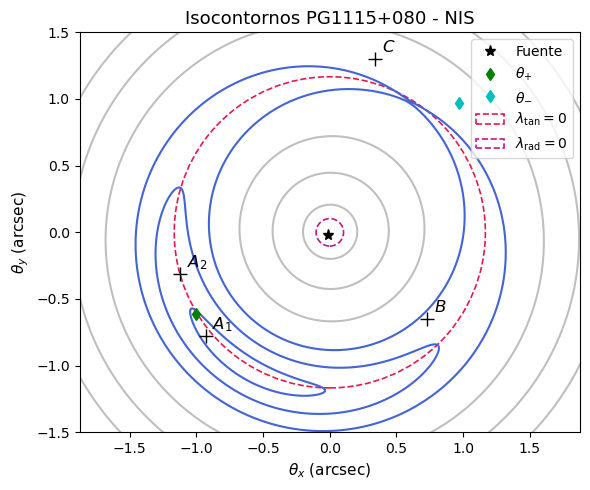 Isocontornos PG1115+080 - NIS
Fuente
θ+
θ−
λtan = 0
λrad = 0
C
A2
A1
B
1.5
1.0
0.5
0.0
−0.5
−1.0
−1.5
θy (arcsec)
−1.5 −1.0 −0.5 0.0 0.5 1.0 1.5
θx (arcsec)